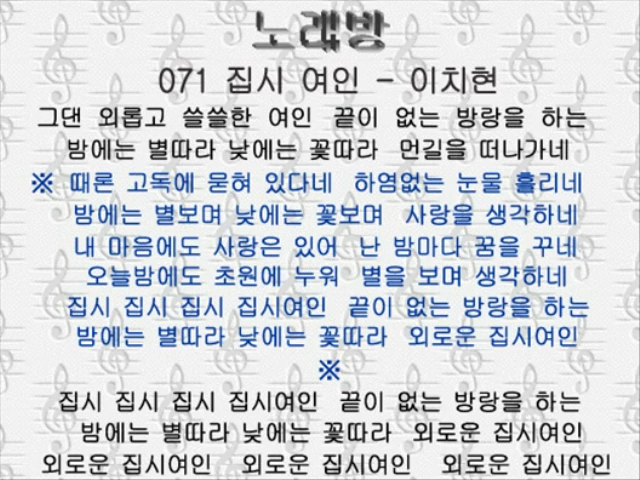 노래방
071 집시 여인 - 이치현
그댄 외롭고 쓸쓸한 여인 끝이 없는 방랑을 하는
밤에는 별따라 낮에는 꽃따라 먼길을 떠나가네
※ 때론 고독에 묻혀 있다네 하염없는 눈물 흘리네
밤에는 별보며 낮에는 꽃보며 사랑을 생각하네
내 마음에도 사랑은 있어 난 밤마다 꿈을 꾸네
오늘밤에도 초원에 누워 별을 보며 생각하네
집시 집시 집시 집시여인 끝이 없는 방랑을 하는
밤에는 별따라 낮에는 꽃따라 외로운 집시여인
※
집시 집시 집시 집시여인 끝이 없는 방랑을 하는
밤에는 별따라 낮에는 꽃따라 외로운 집시여인
외로운 집시여인 외로운 집시여인 외로운 집시여인